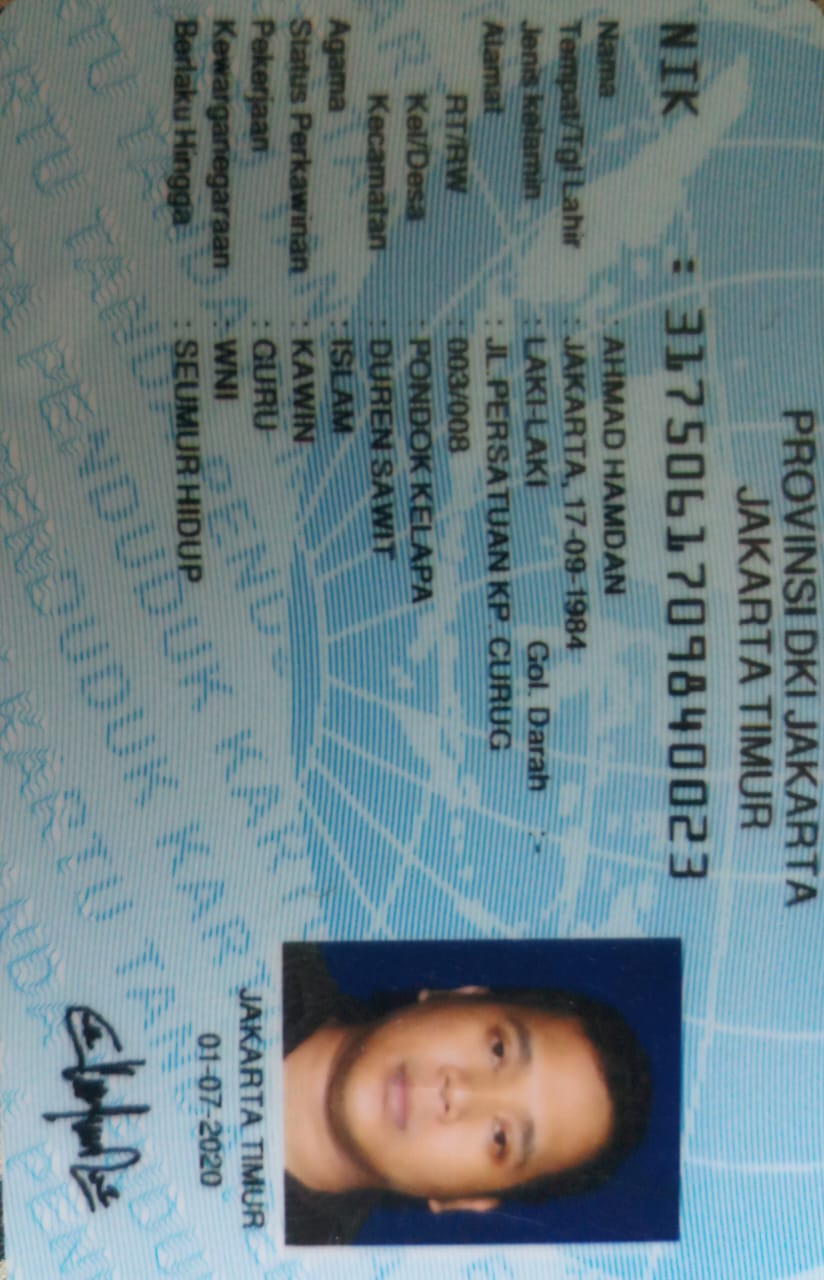 PROVINSI DKI JAKARTA
JAKARTA TIMUR
NIK : 3175061709840023
Nama : AHMAD HAMDAN
Tempat/Tgl Lahir : JAKARTA, 17-09-1984
Jenis kelamin : LAKI-LAKI Gol. Darah : -
Alamat : JL.PERSATUAN KP. CURUG
RT/RW : 003/008
Kel/Desa : PONDOK KELAPA
Kecamatan : DUREN SAWIT
Agama : ISLAM
Status Perkawinan : KAWIN
Pekerjaan : GURU
Kewarganegaraan : WNI
Berlaku Hingga : SEUMUR HIDUP
JAKARTA TIMUR
01-07-2020
KARTU TANDA PENDUDUK